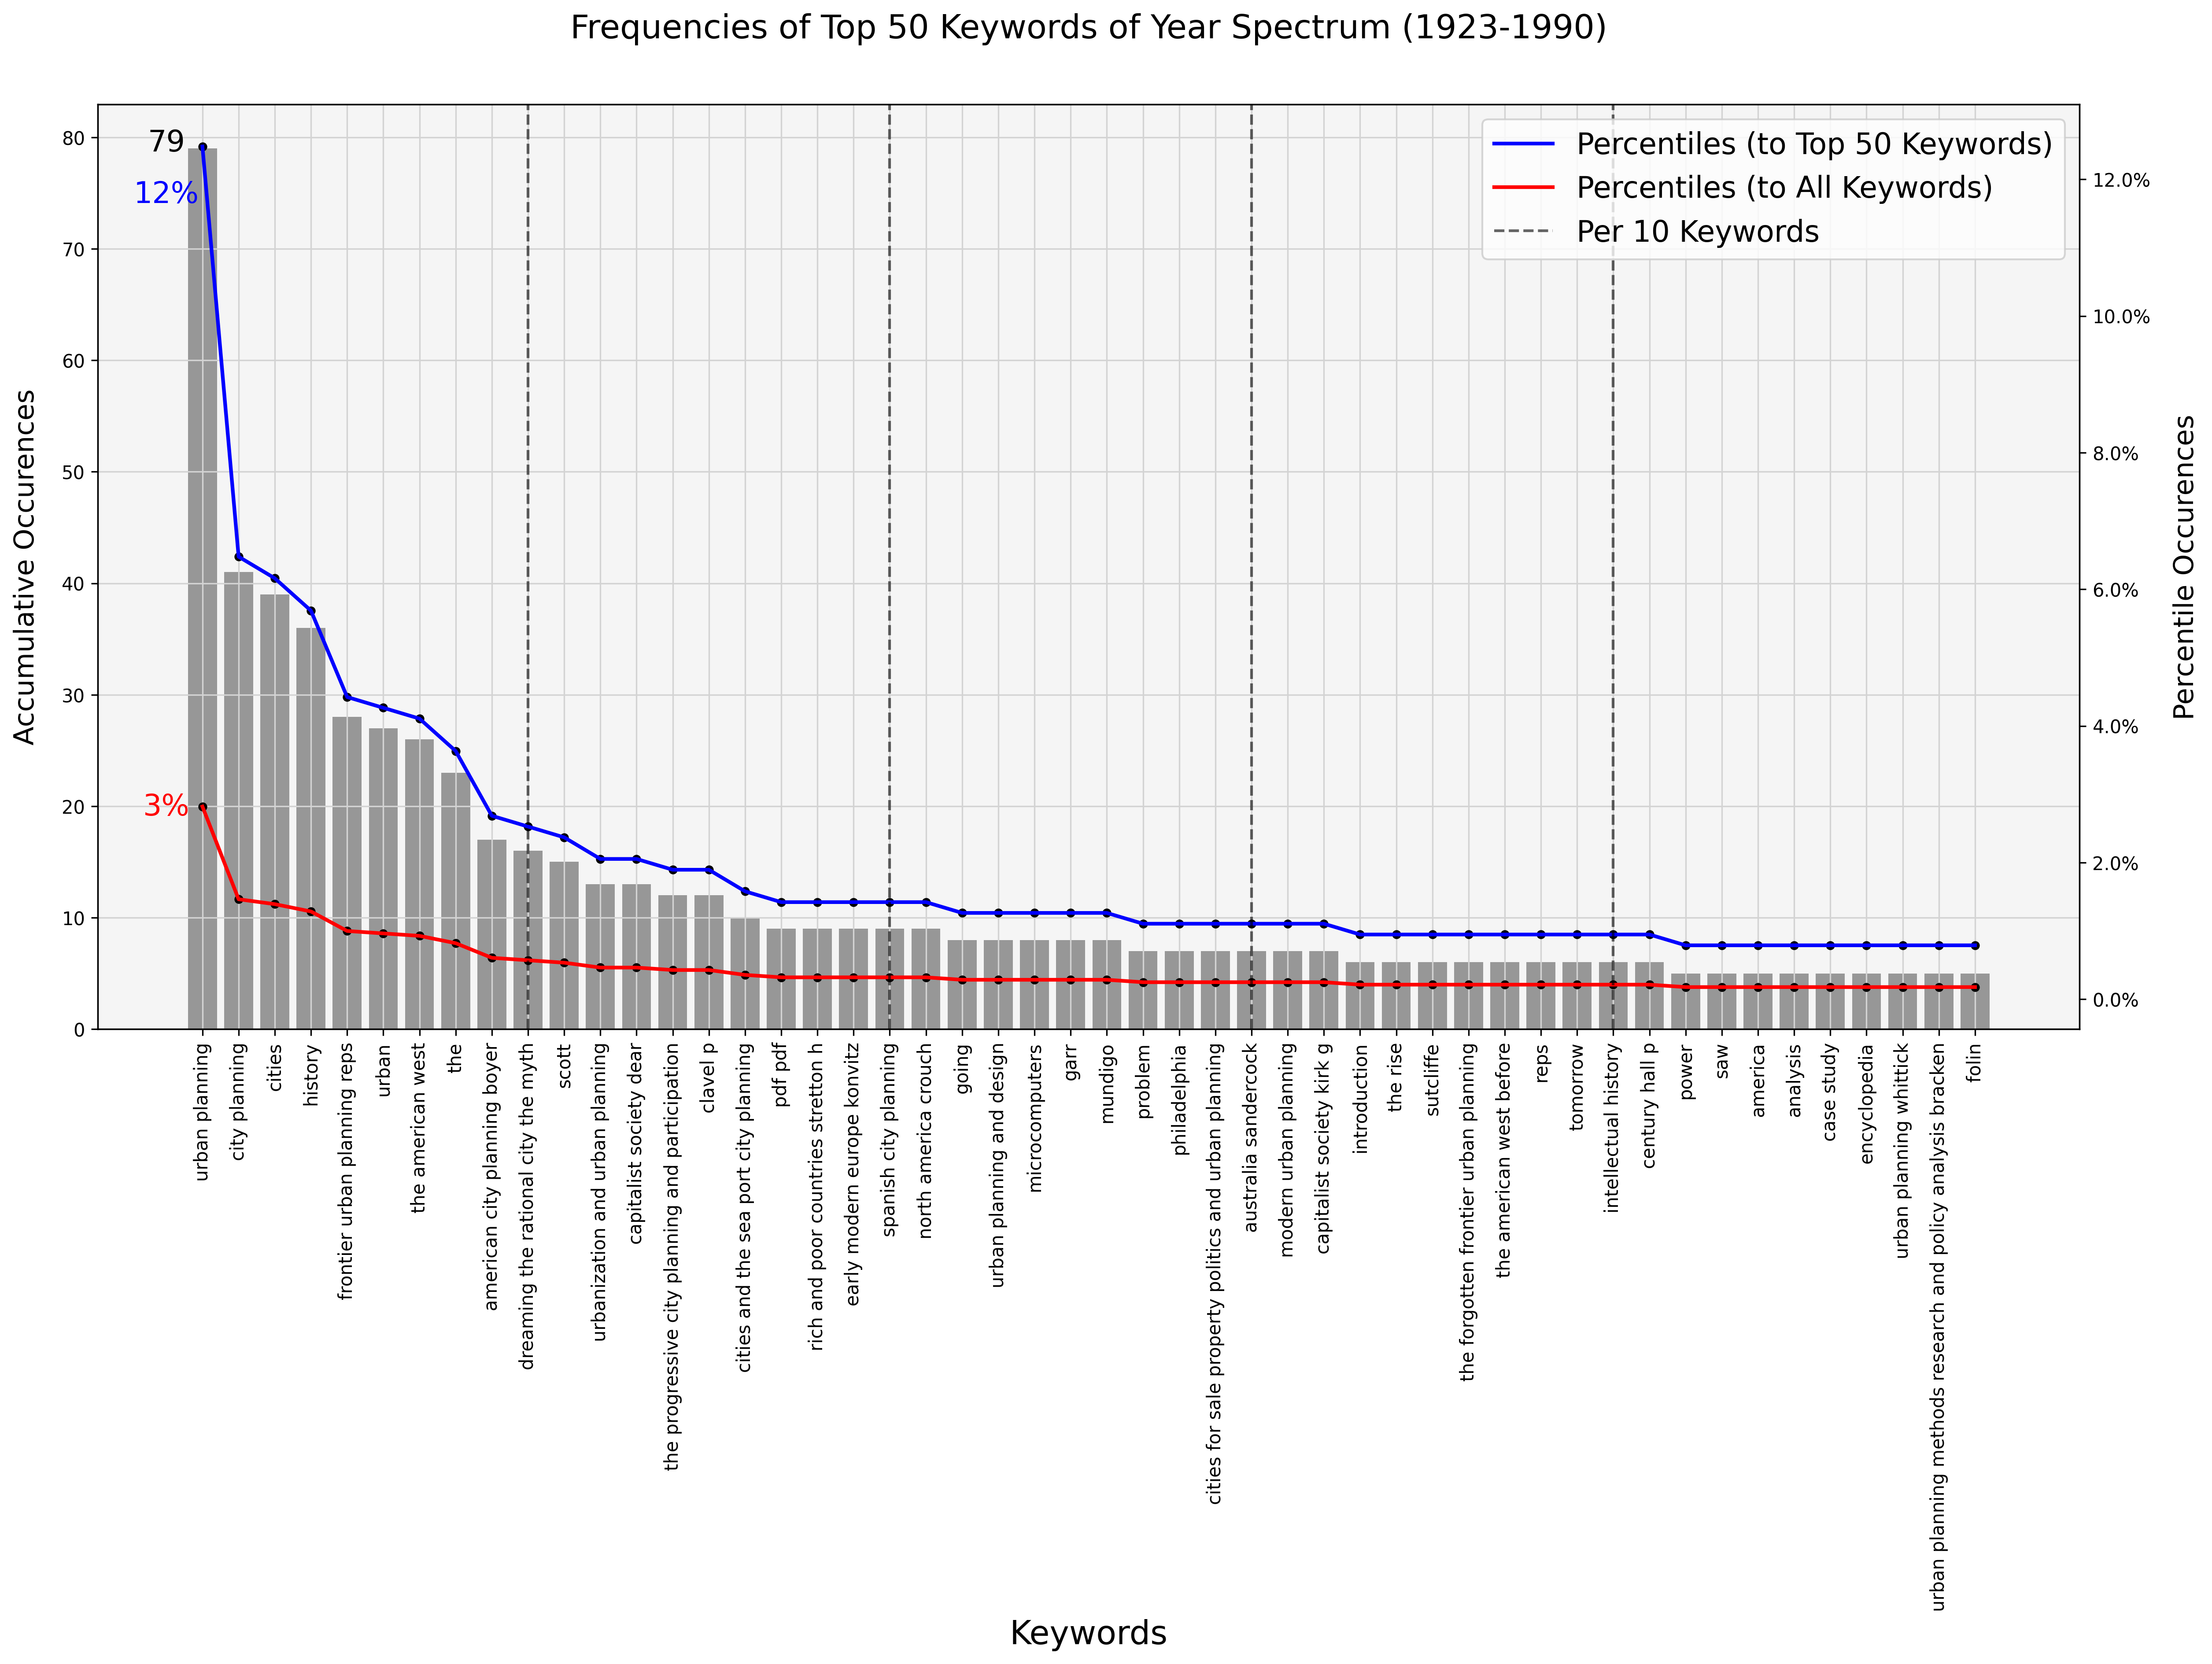 Frequencies of Top 50 Keywords of Year Spectrum (1923-1990)
79
12%
3%
Percentiles (to Top 50 Keywords)
Percentiles (to All Keywords)
Per 10 Keywords
Accumulative Occurences
80
70
60
50
40
30
20
10
0
Percentile Occurences
12.0%
10.0%
8.0%
6.0%
4.0%
2.0%
0.0%
urban planning
city planning
cities
history
frontier urban planning reps
urban
the american west
the
american city planning boyer
dreaming the rational city the myth
scott
urbanization and urban planning
capitalist society dear
the progressive city planning and participation
clavel p
cities and the sea port city planning
pdf pdf
rich and poor countries stretton h
early modern europe konvitz
spanish city planning
north america crouch
going
urban planning and design
microcomputers
garr
mundigo
problem
philadelphia
cities for sale property politics and urban planning
australia sandercock
modern urban planning
capitalist society kirk g
introduction
the rise
sutcliffe
the forgotten frontier urban planning
the american west before
reps
tomorrow
intellectual history
century hall p
power
saw
america
analysis
case study
encyclopedia
urban planning whittick
urban planning methods research and policy analysis bracken
folin
Keywords